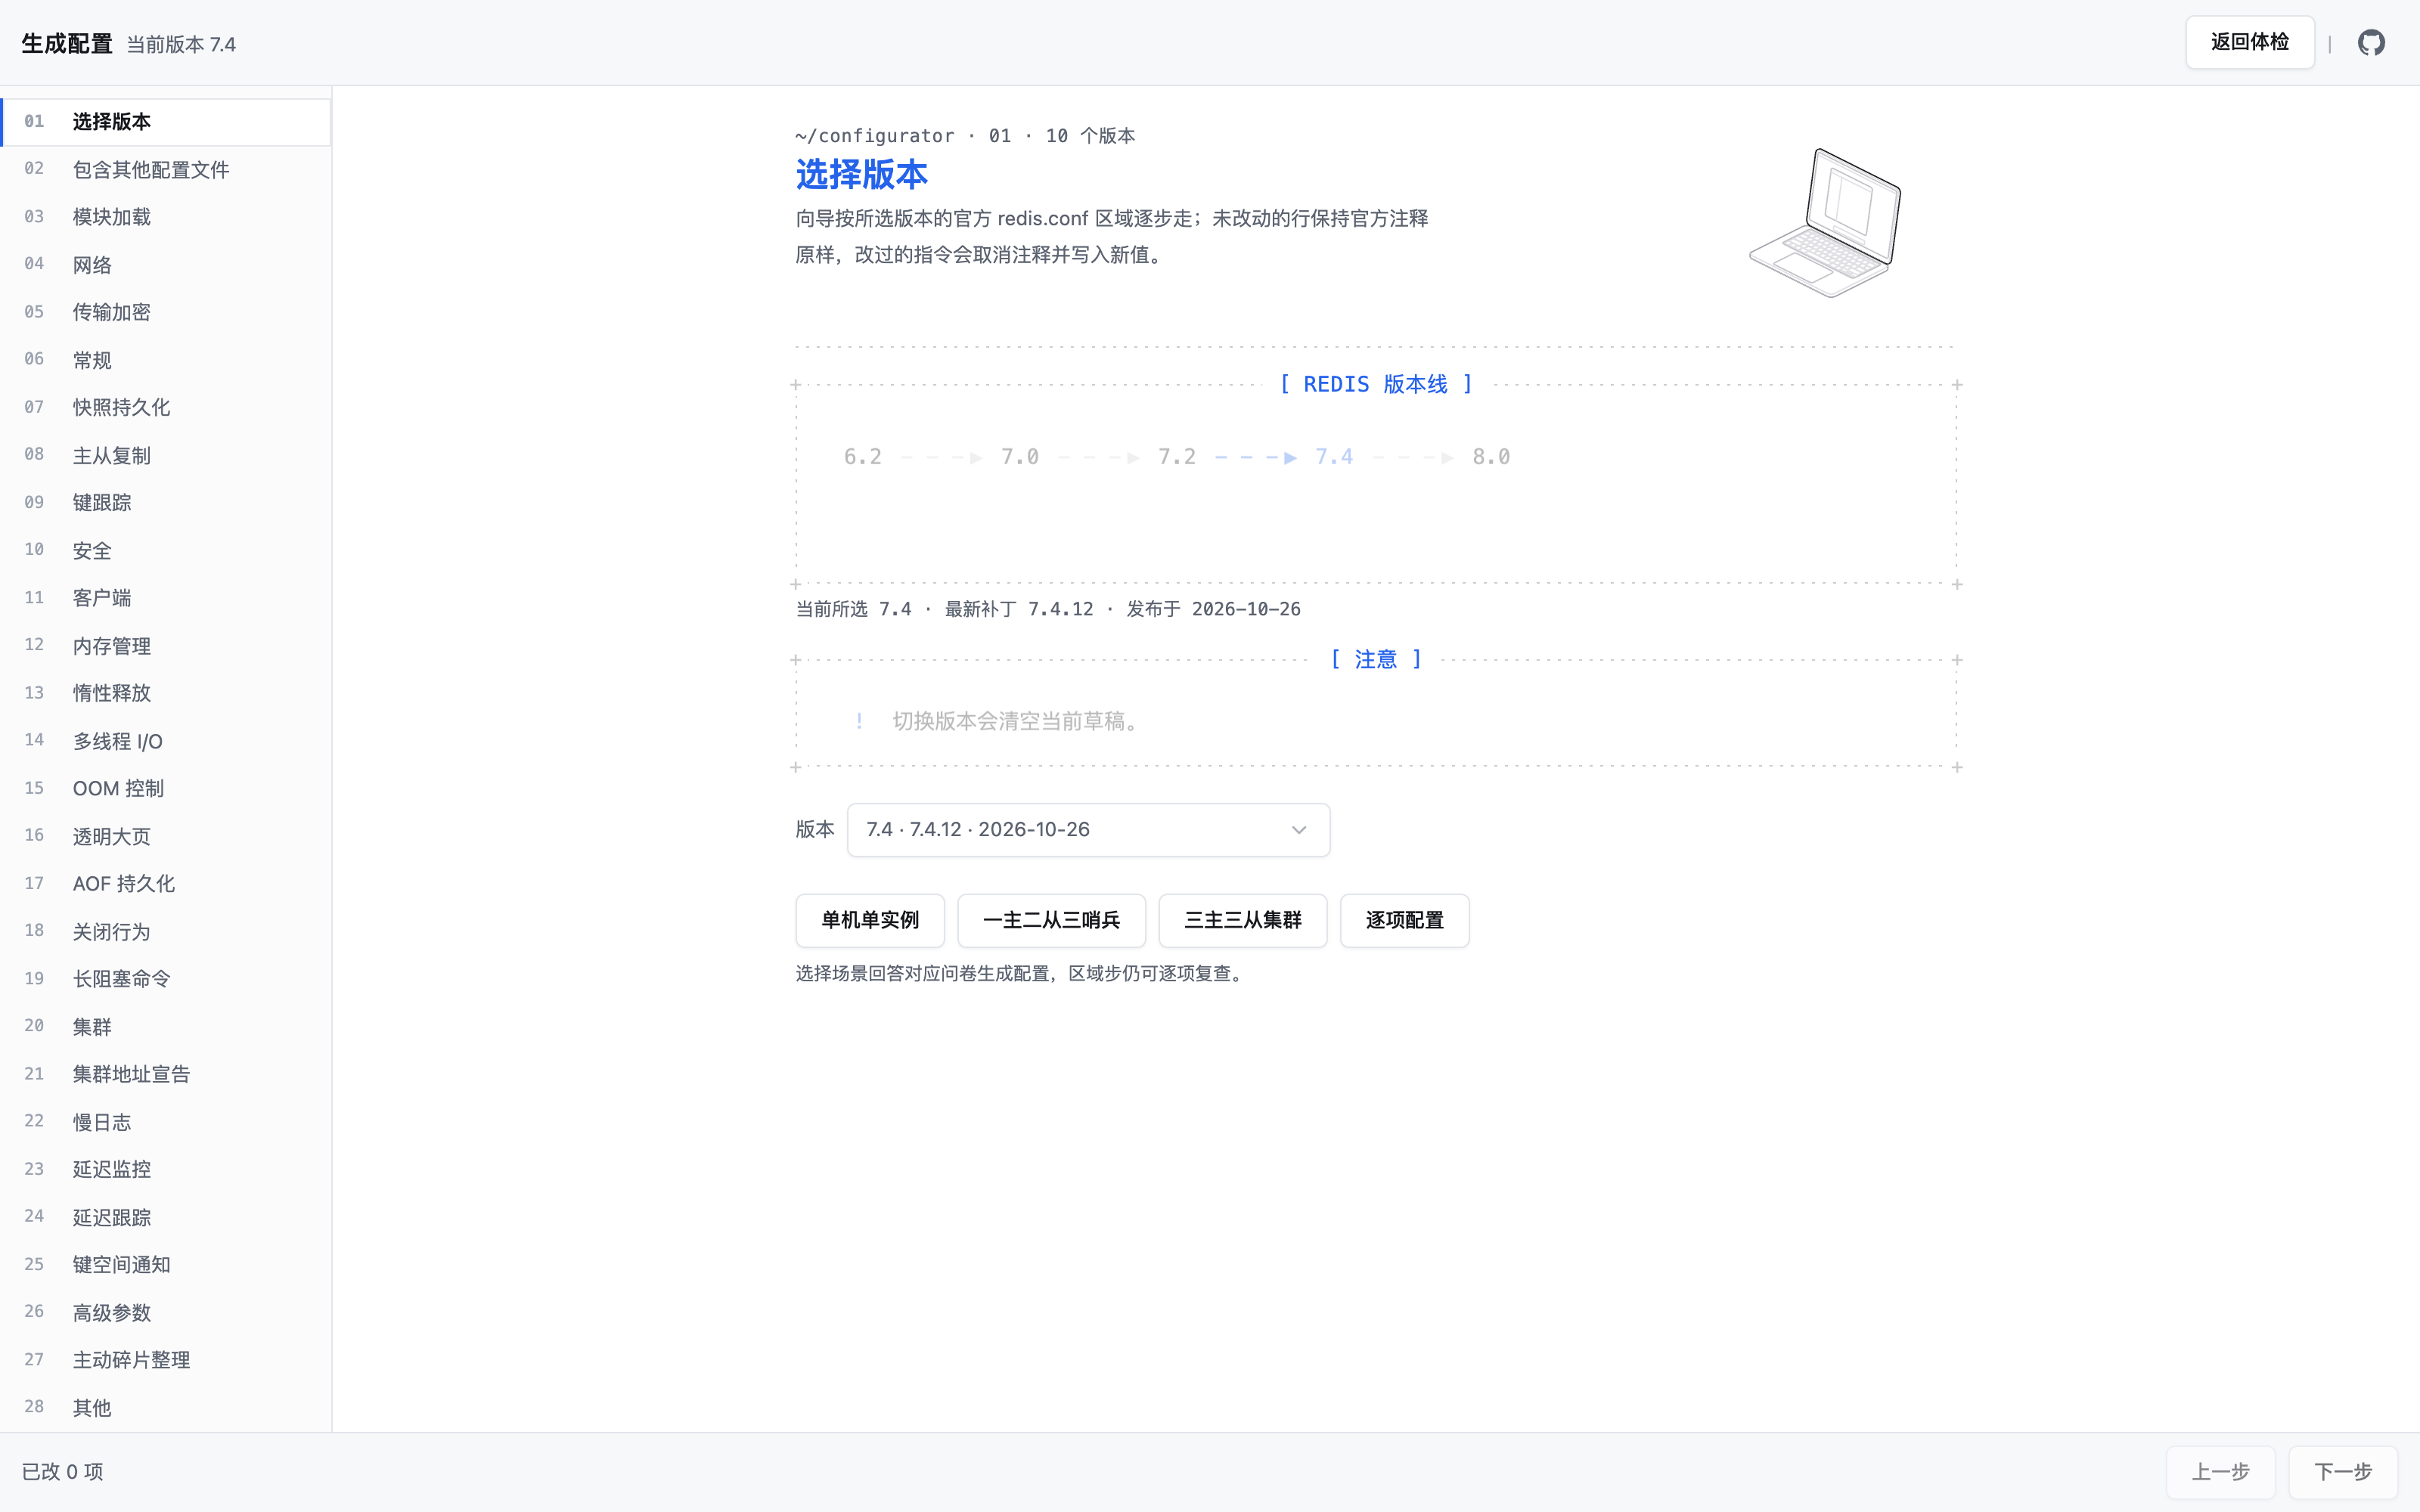 生成配置 当前版本 7.4
返回体检 |
01 选择版本
02 包含其他配置文件
03 模块加载
04 网络
05 传输加密
06 常规
07 快照持久化
08 主从复制
09 键跟踪
10 安全
11 客户端
12 内存管理
13 惰性释放
14 多线程 I/O
15 OOM 控制
16 透明大页
17 AOF 持久化
18 关闭行为
19 长阻塞命令
20 集群
21 集群地址宣告
22 慢日志
23 延迟监控
24 延迟跟踪
25 键空间通知
26 高级参数
27 主动碎片整理
28 其他
~/configurator · 01 · 10 个版本
选择版本
向导按所选版本的官方 redis.conf 区域逐步走；未改动的行保持官方注释
原样，改过的指令会取消注释并写入新值。
[ REDIS 版本线 ]
6.2 ---▶ 7.0 ---▶ 7.2 ---▶ 7.4 ---▶ 8.0
当前所选 7.4 · 最新补丁 7.4.12 · 发布于 2026-10-26
[ 注意 ]
! 切换版本会清空当前草稿。
版本 7.4 · 7.4.12 · 2026-10-26
单机单实例 一主二从三哨兵 三主三从集群 逐项配置
选择场景回答对应问卷生成配置，区域步仍可逐项复查。
已改 0 项
上一步 下一步